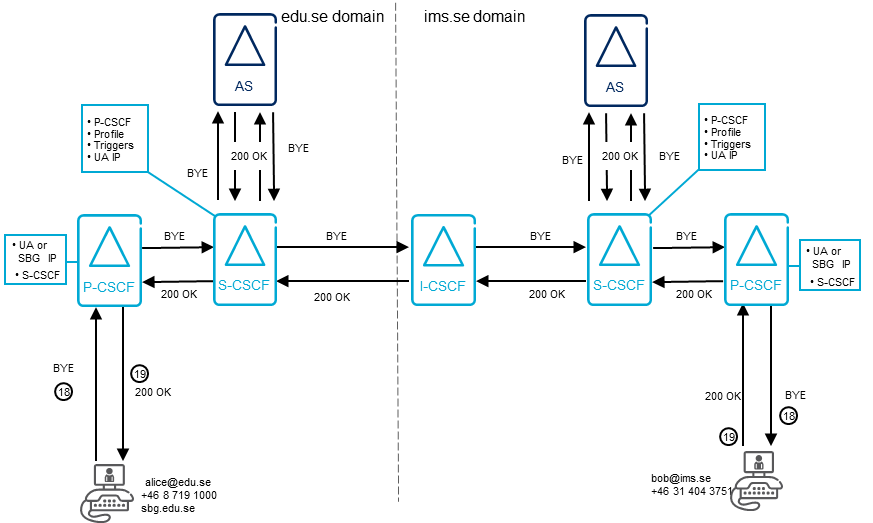 edu.se domain
ims.se domain
AS
AS
• P-CSCF
• Profile
• Triggers
• UA IP
• P-CSCF
• Profile
• Triggers
• UA IP
BYE
200 OK
BYE
BYE
200 OK
BYE
• UA or
SBG IP
• S-CSCF
BYE
BYE
BYE
BYE
• UA or
SBG IP
• S-CSCF
P-CSCF
S-CSCF
I-CSCF
S-CSCF
P-CSCF
200 OK
200 OK
200 OK
200 OK
BYE
18
19
200 OK
200 OK
19
BYE
18
alice@edu.se
+46 8 719 1000
sbg.edu.se
bob@ims.se
+46 31 404 3751